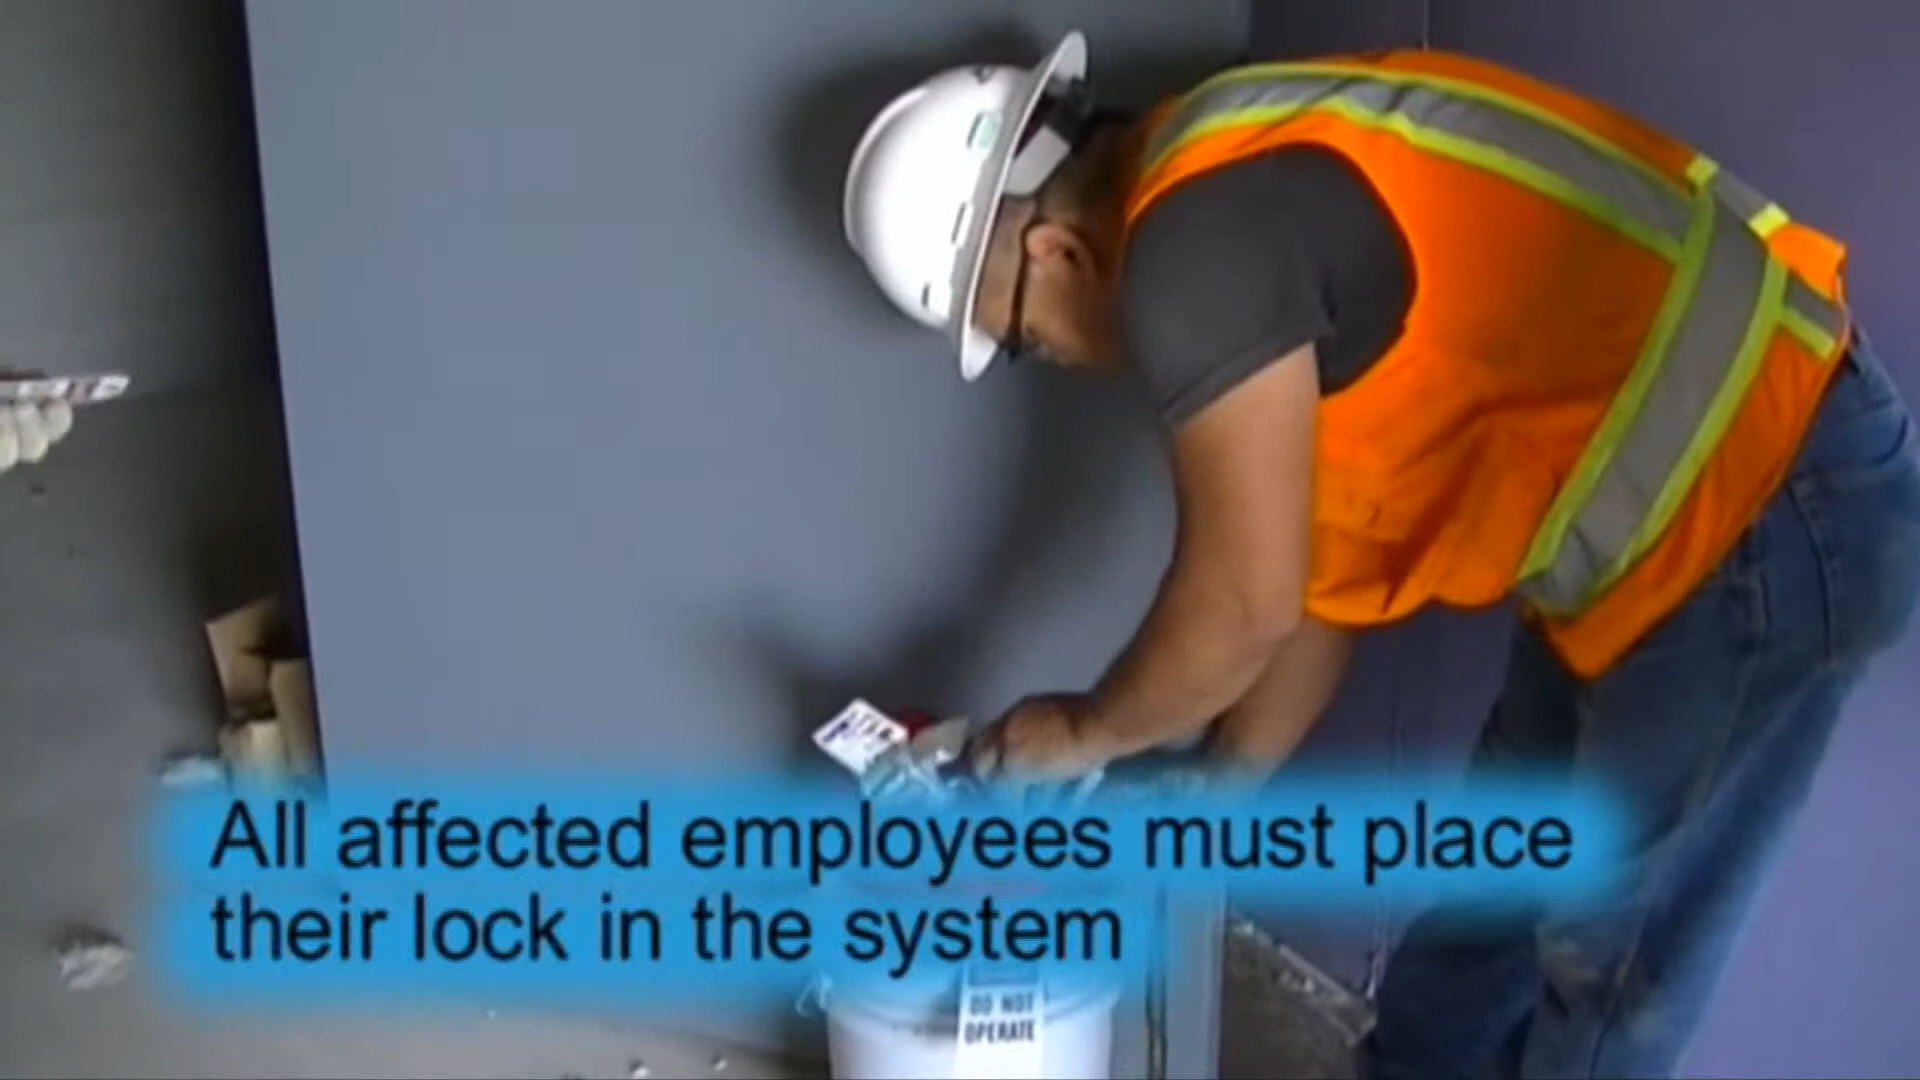 All affected employees must place
their lock in the system
DO NOT
OPERATE